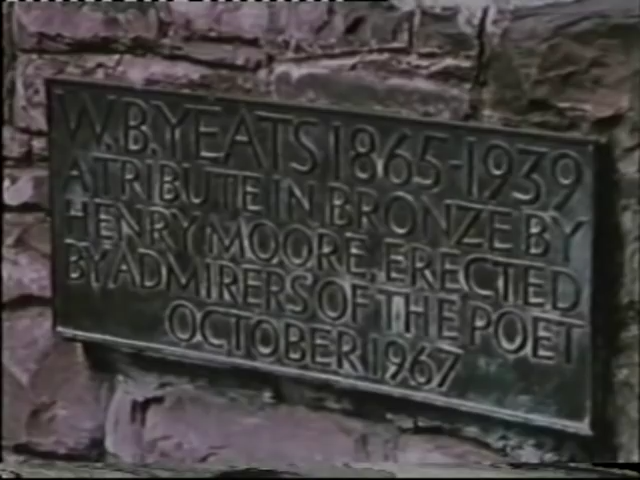 W.B.YEATS 1865-1939
A TRIBUTE IN BRONZE BY
HENRY MOORE. ERECTED
BY ADMIRERS OF THE POET
OCTOBER 1967